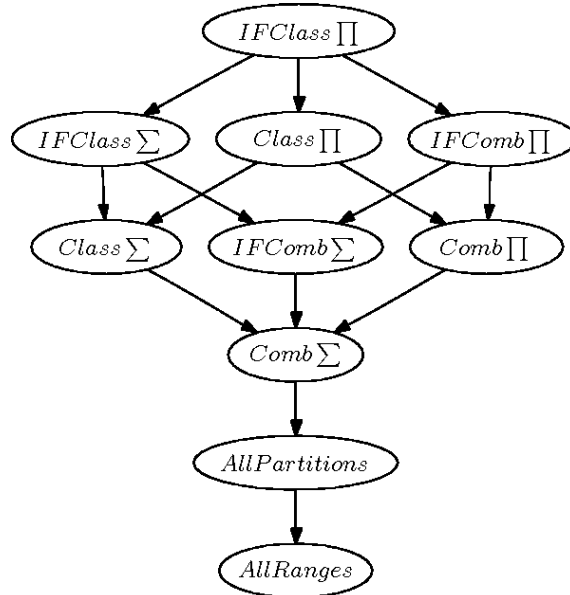 IFClass∏
IFClass∑ Class∏ IFComb∏
Class∑ IFComb∑ Comb∏
Comb∑
AllPartitions
AllRanges